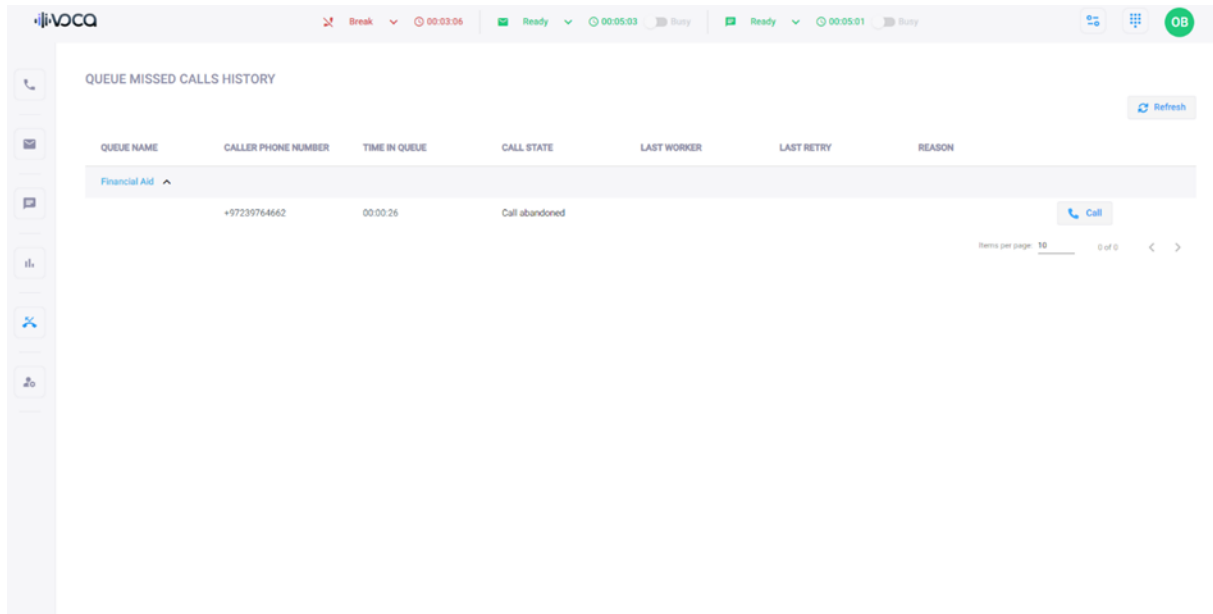 VOCA Break 00:03:06 Ready 00:05:03 Busy Ready 00:05:01 Busy OB
QUEUE MISSED CALLS HISTORY
Refresh
QUEUE NAME CALLER PHONE NUMBER TIME IN QUEUE CALL STATE LAST WORKER LAST RETRY REASON
Financial Aid
+97239764662 00:00:26 Call abandoned Call
Items per page: 10 0 of 0